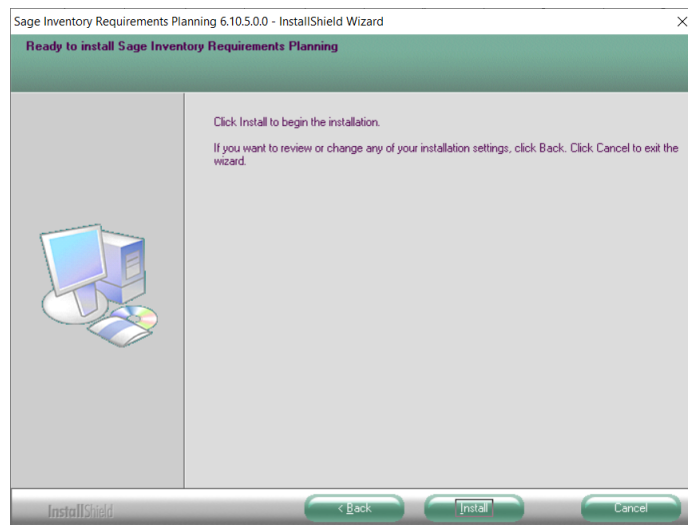 Sage Inventory Requirements Planning 6.10.5.0.0 - InstallShield Wizard
Ready to install Sage Inventory Requirements Planning
Click Install to begin the installation.
If you want to review or change any of your installation settings, click Back. Click Cancel to exit the
wizard.
InstallShield
< Back
Install
Cancel